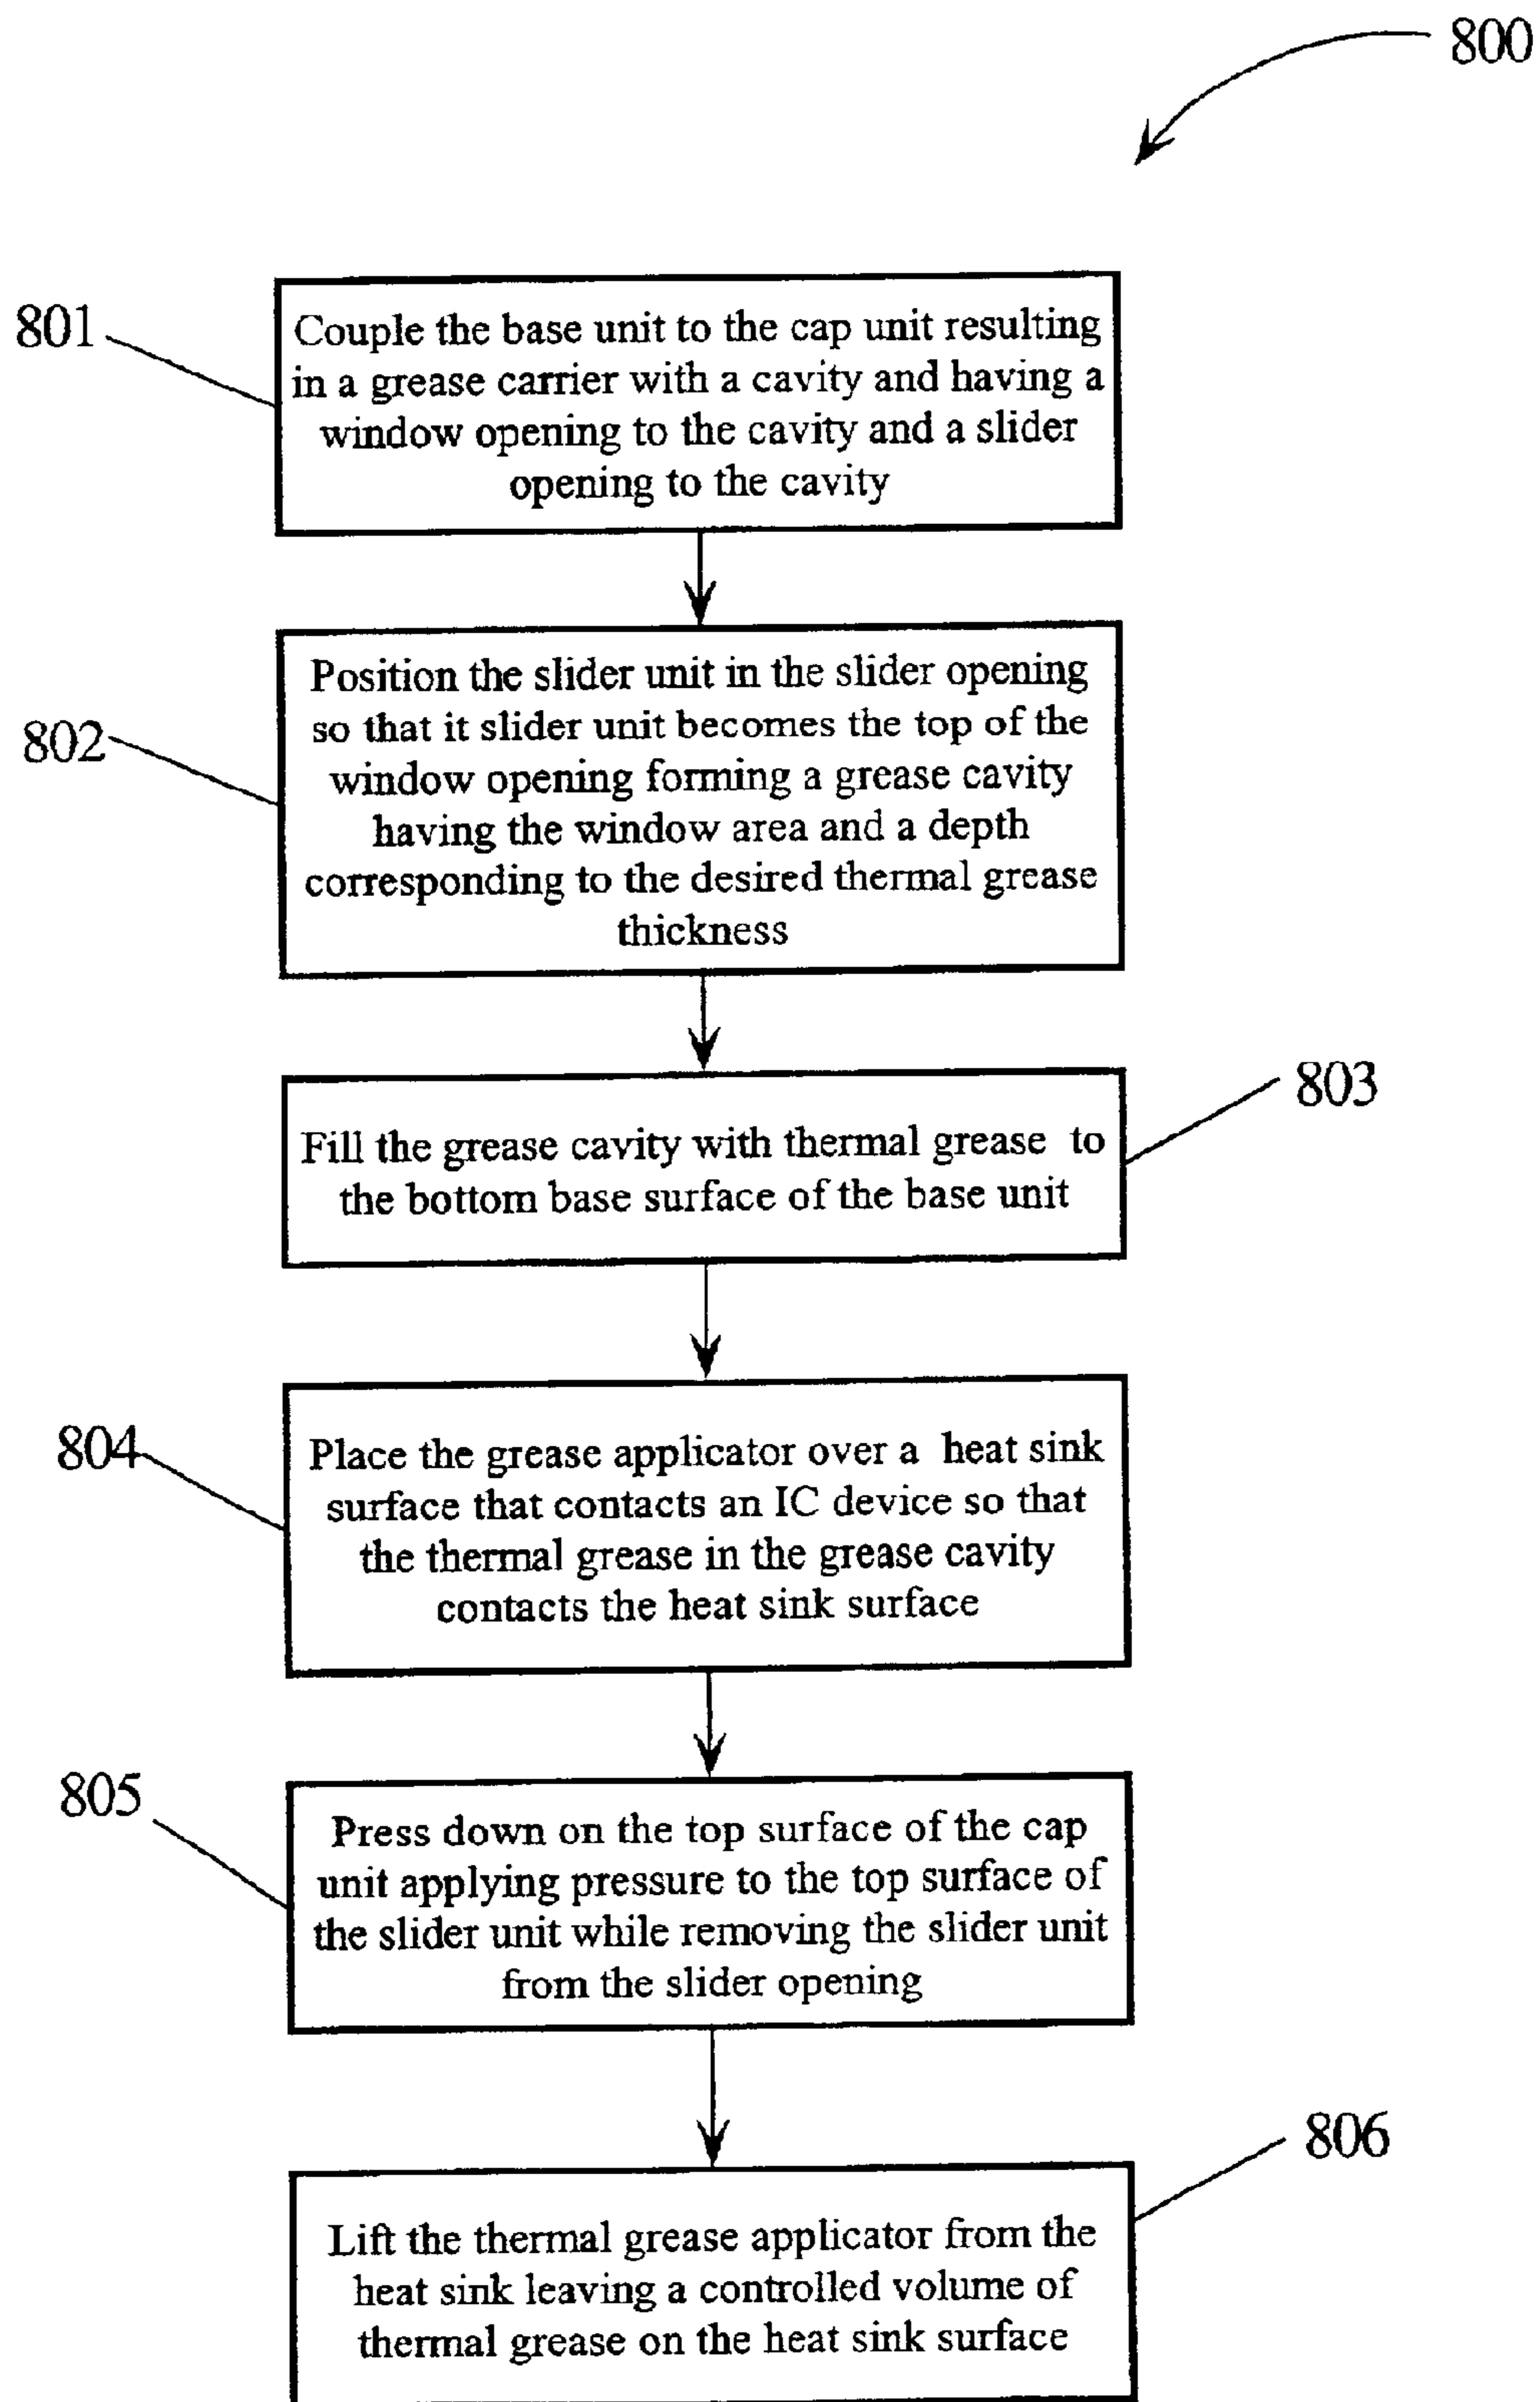 800
801
Couple the base unit to the cap unit resulting
in a grease carrier with a cavity and having a
window opening to the cavity and a slider
opening to the cavity
802
Position the slider unit in the slider opening
so that it slider unit becomes the top of the
window opening forming a grease cavity
having the window area and a depth
corresponding to the desired thermal grease
thickness
803
Fill the grease cavity with thermal grease to
the bottom base surface of the base unit
804
Place the grease applicator over a heat sink
surface that contacts an IC device so that
the thermal grease in the grease cavity
contacts the heat sink surface
805
Press down on the top surface of the cap
unit applying pressure to the top surface of
the slider unit while removing the slider unit
from the slider opening
806
Lift the thermal grease applicator from the
heat sink leaving a controlled volume of
thermal grease on the heat sink surface